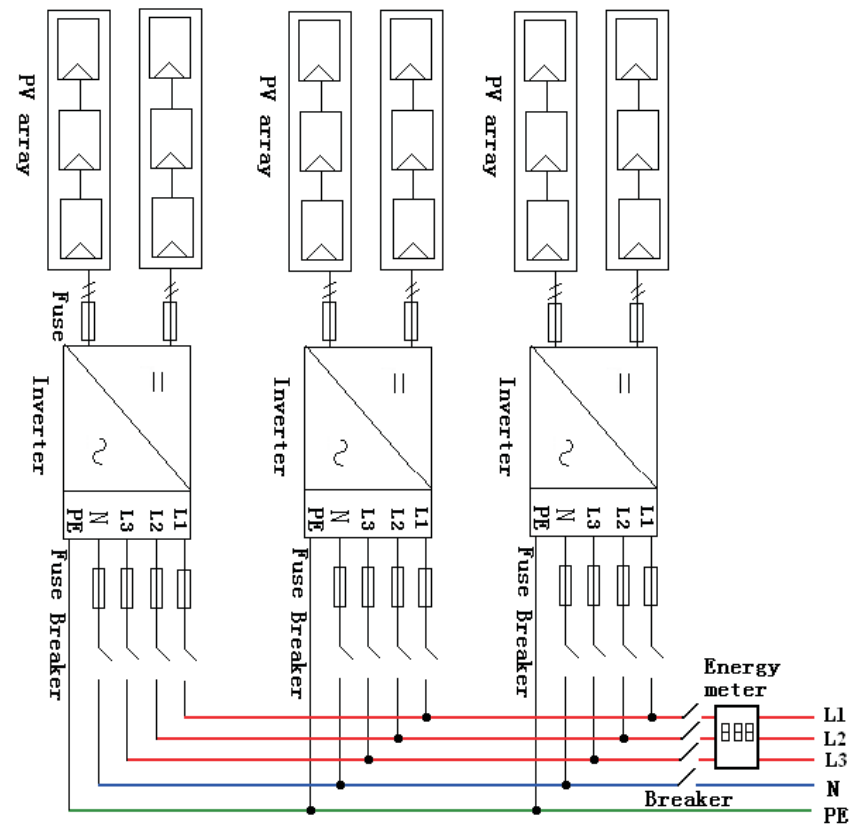 PV array
PV array
PV array
Fuse
Inverter
Inverter
Inverter
PE N L3 L2 L1
PE N L3 L2 L1
PE N L3 L2 L1
Fuse Breaker
Fuse Breaker
Fuse Breaker
Energy
meter
L1
L2
L3
N
Breaker
PE